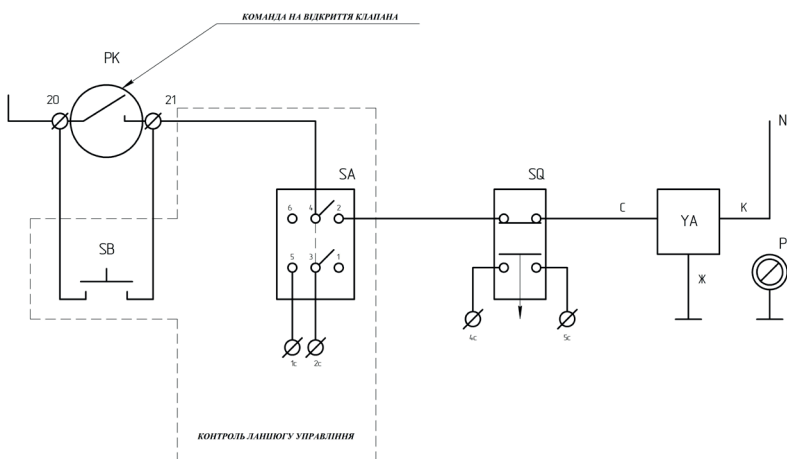 КОМАНДА НА ВІДКРИТТЯ КЛАПАНА
РК
20
21
SA
SQ
N
6
4
2
С
YA
К
Р
SB
5
3
1
Ж
1с
2с
4с
5с
КОНТРОЛЬ ЛАНЦЮГУ УПРАВЛІННЯ